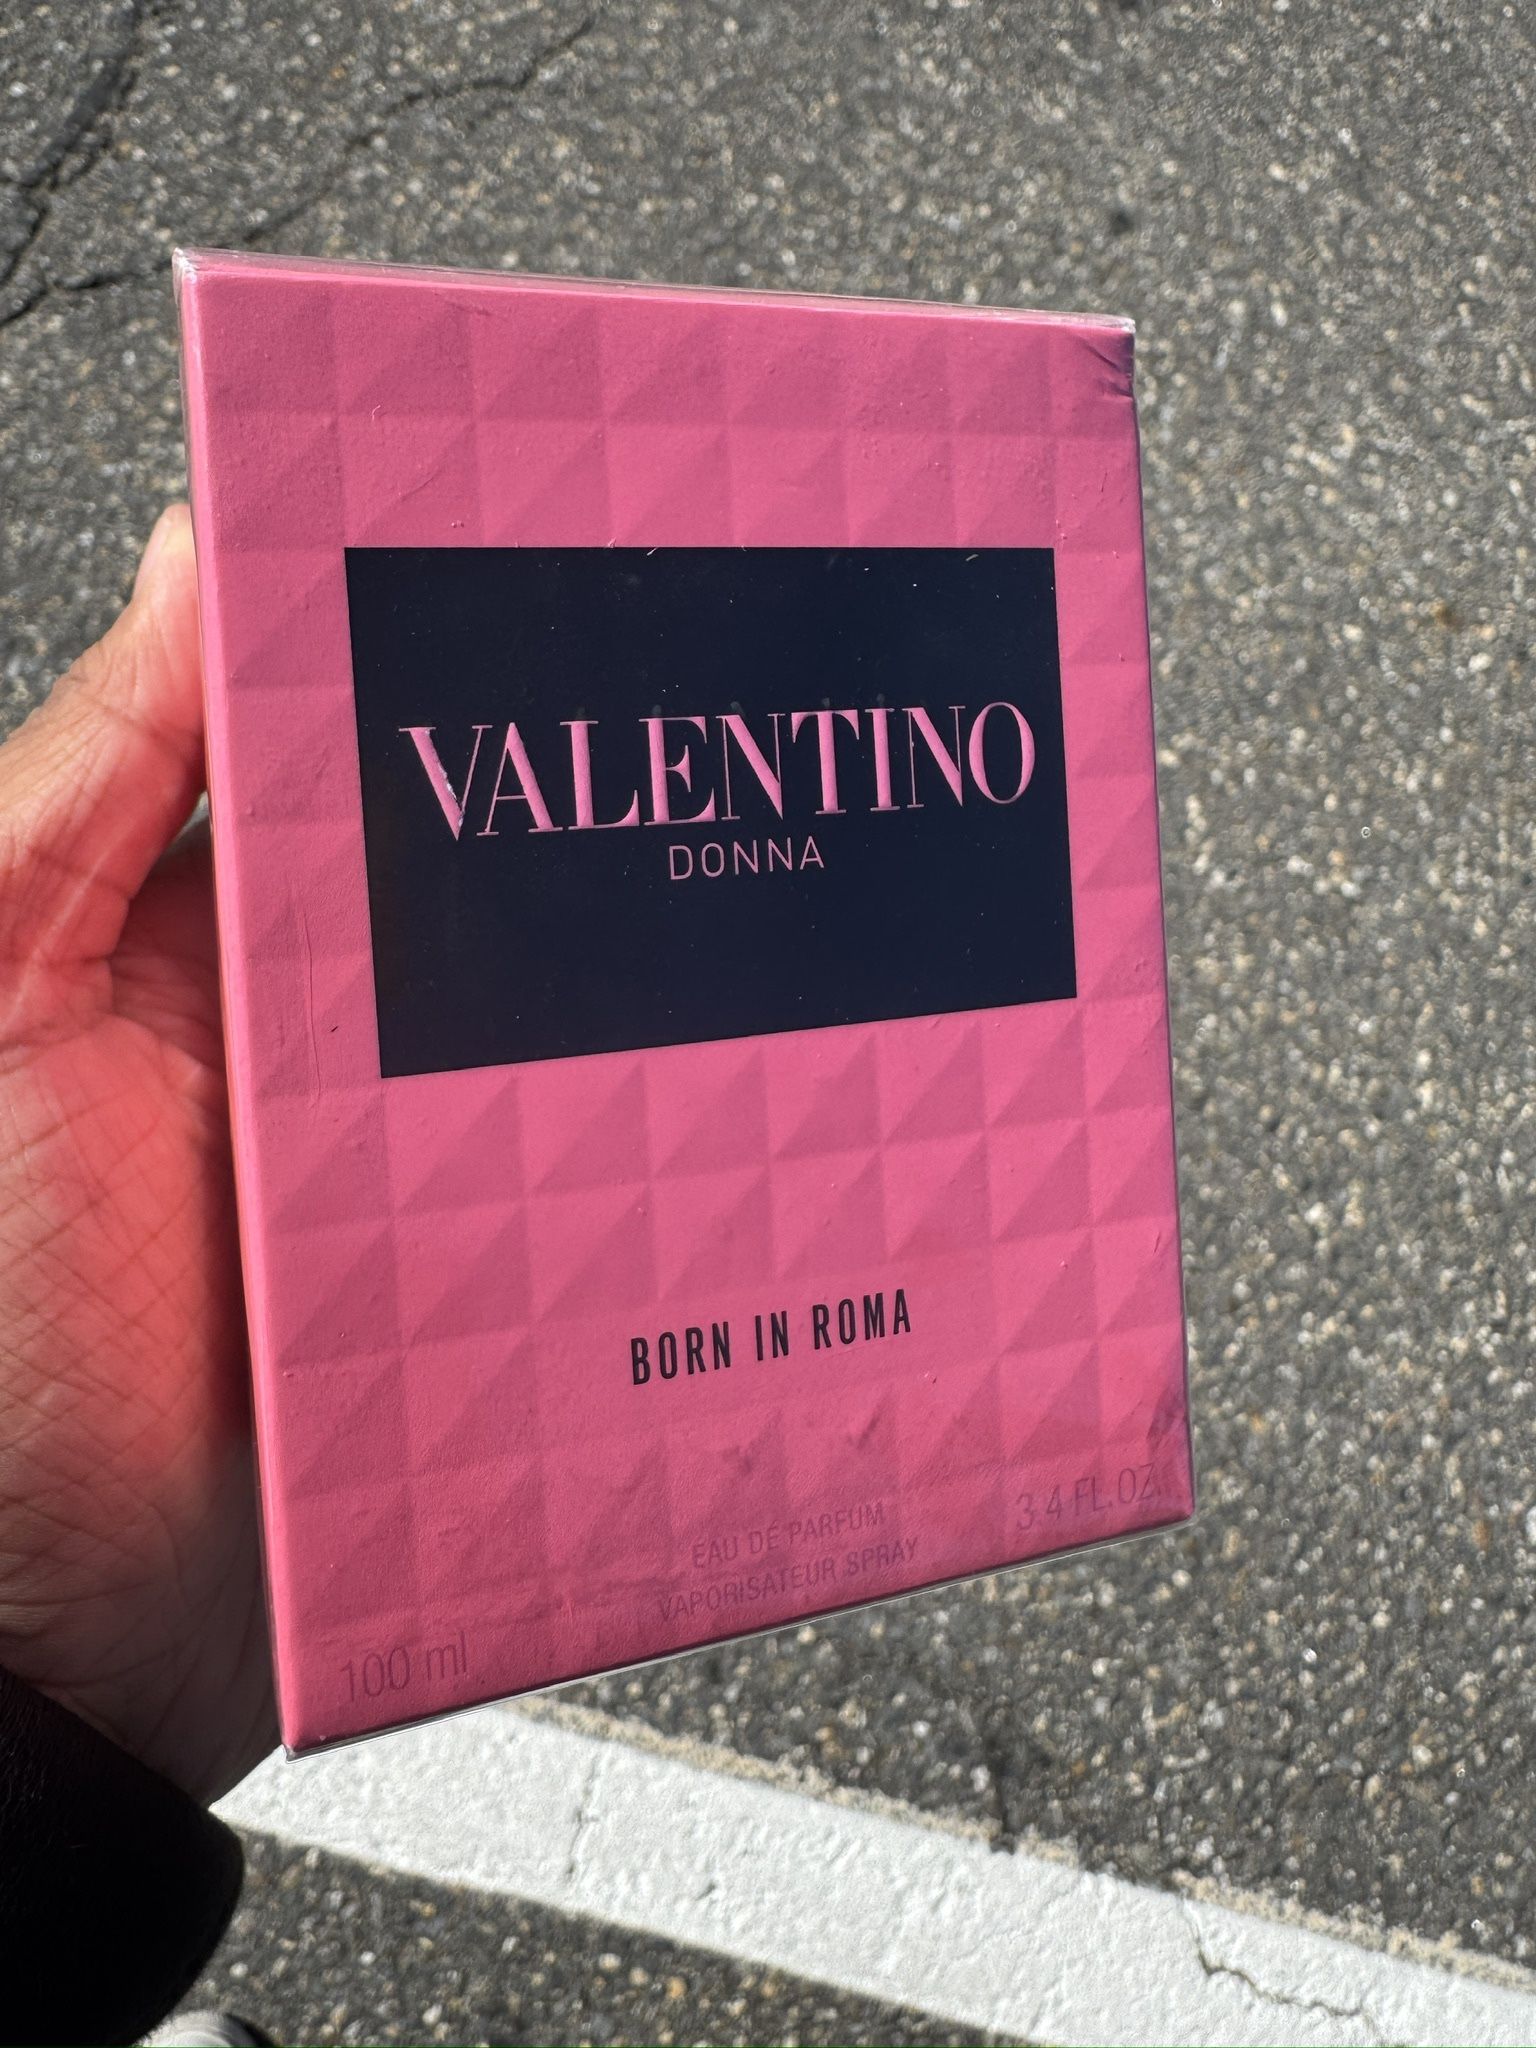 VALENTINO
DONNA
BORN IN ROMA
EAU DE PARFUM
VAPORISATEUR SPRAY
100 ml
3.4 FL.OZ.